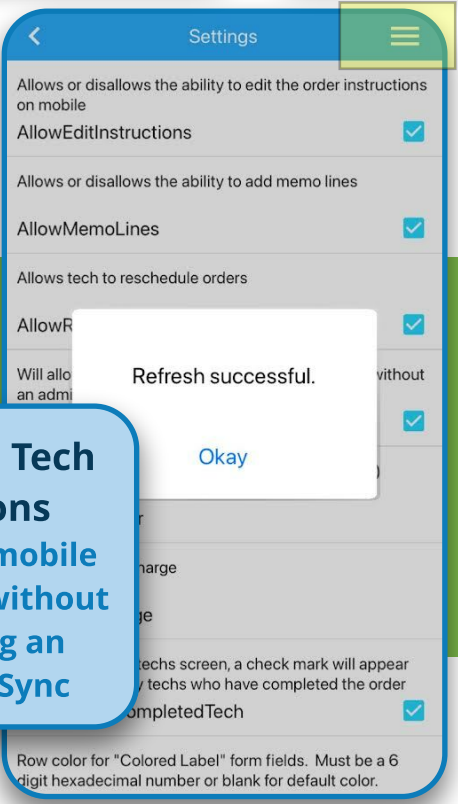 Settings
Allows or disallows the ability to edit the order instructions
on mobile
AllowEditInstructions
Allows or disallows the ability to add memo lines
AllowMemoLines
Allows tech to reschedule orders
AllowR
Will allo
without
an admi
Refresh successful.
Okay
Tech
ons
mobile
without
g an
Sync
harge
ge
techs screen, a check mark will appear
y techs who have completed the order
ompletedTech
Row color for "Colored Label" form fields. Must be a 6
digit hexadecimal number or blank for default color.